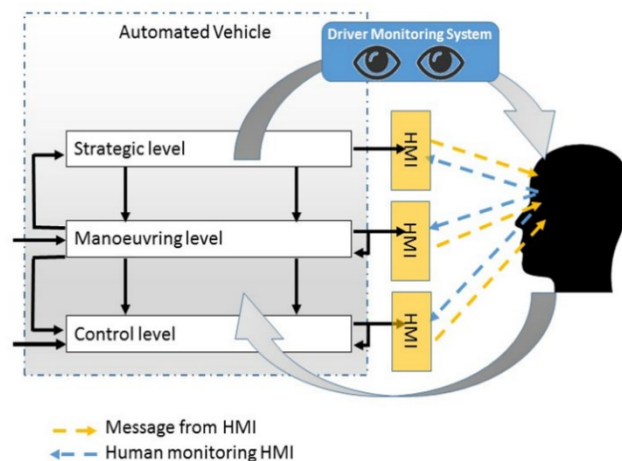 Automated Vehicle
Driver Monitoring System
Strategic level
HMI
Manoeuvring level
HMI
Control level
HMI
Message from HMI
Human monitoring HMI